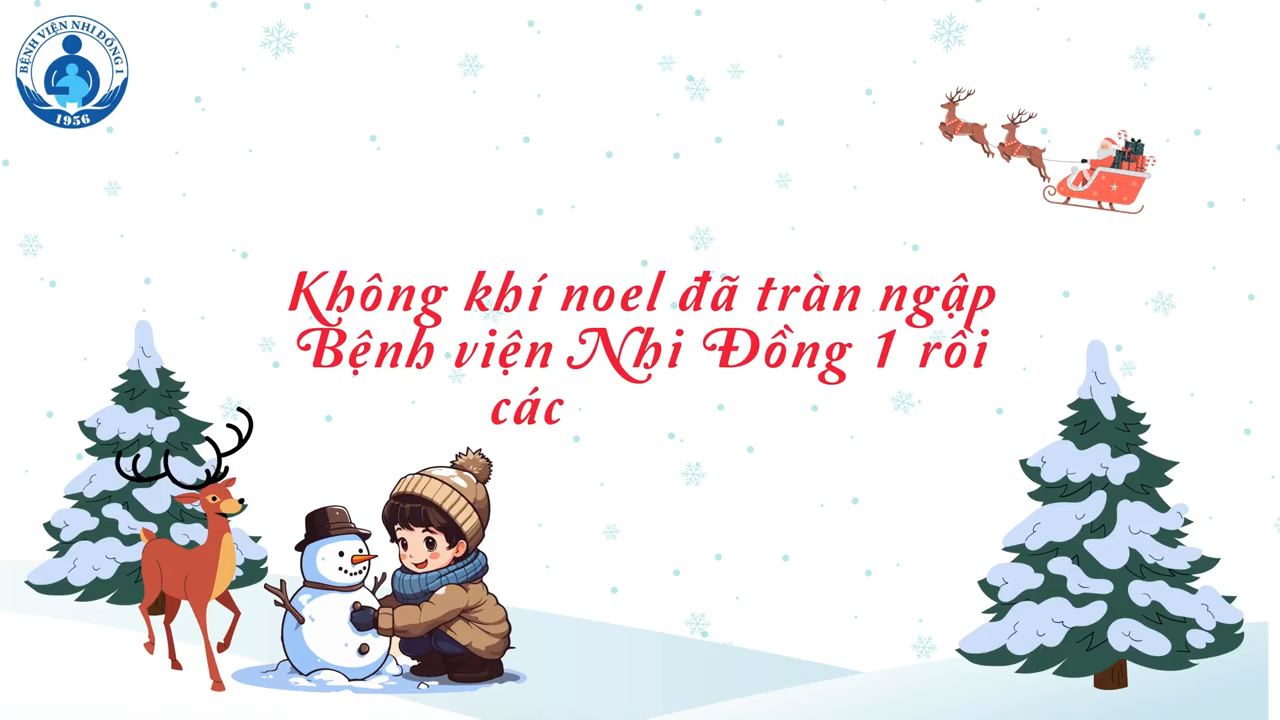 BỆNH VIỆN NHI ĐỒNG 1
1956
Không khí noel đã tràn ngập
Bệnh viện Nhi Đồng 1 rồi
các